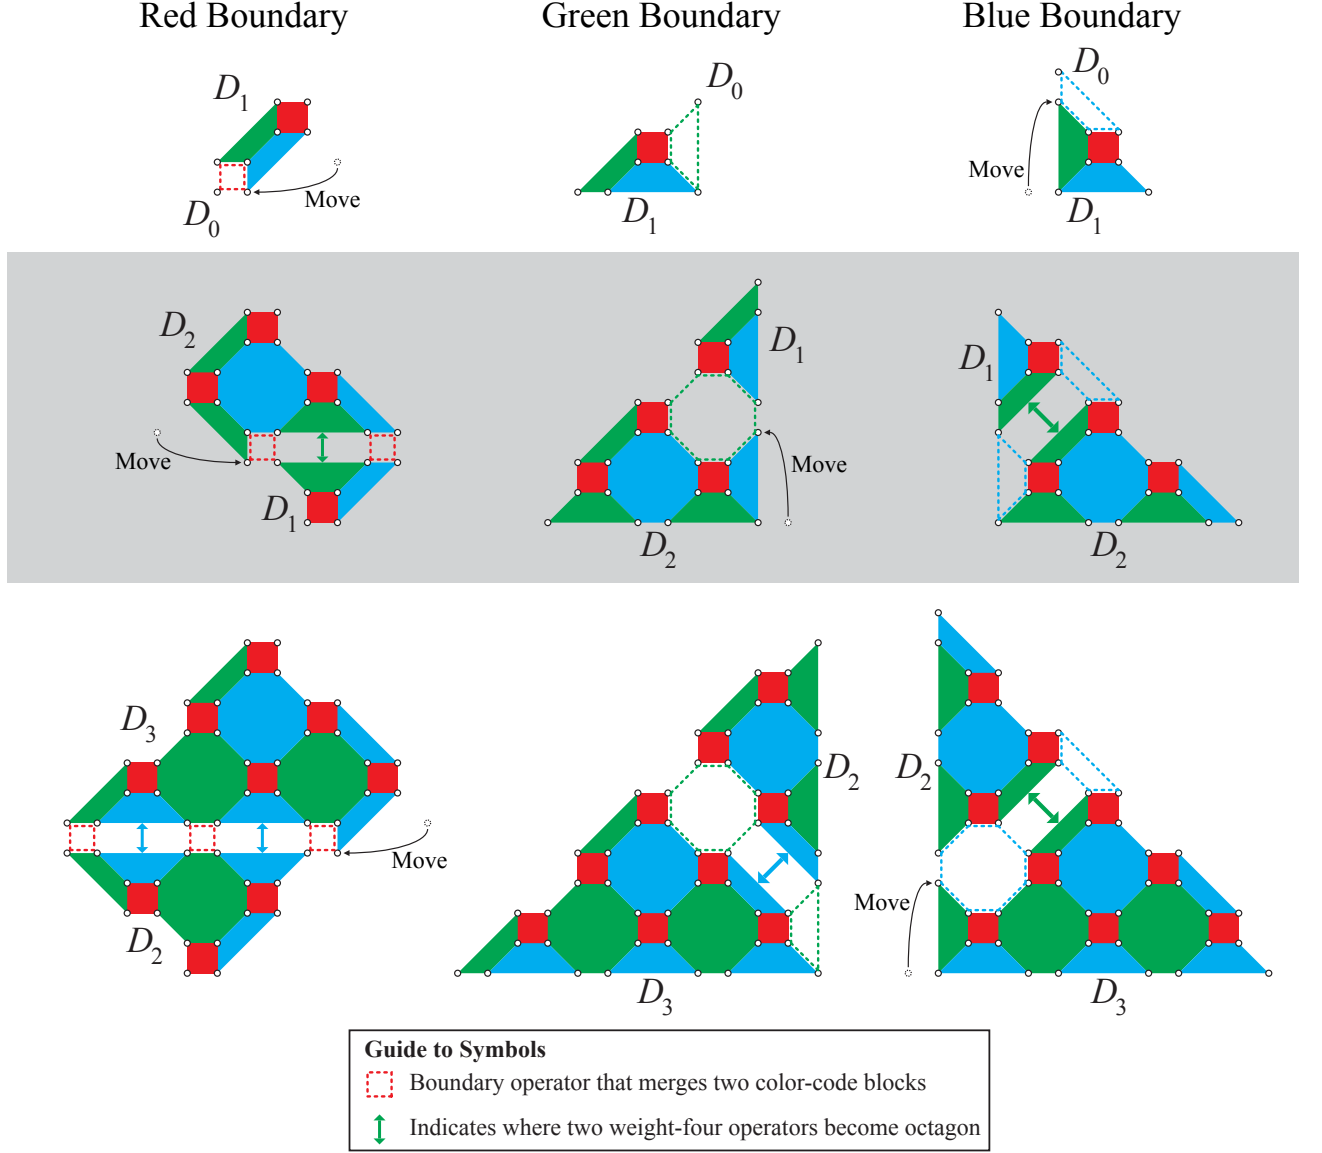 Red Boundary
Green Boundary
Blue Boundary
D1
D0
Move
D0
D1
D0
Move
D1
D2
Move
D1
D1
Move
D2
D1
D2
D3
Move
D2
D2
D3
D2
Move
D3
Guide to Symbols
Boundary operator that merges two color-code blocks
Indicates where two weight-four operators become octagon